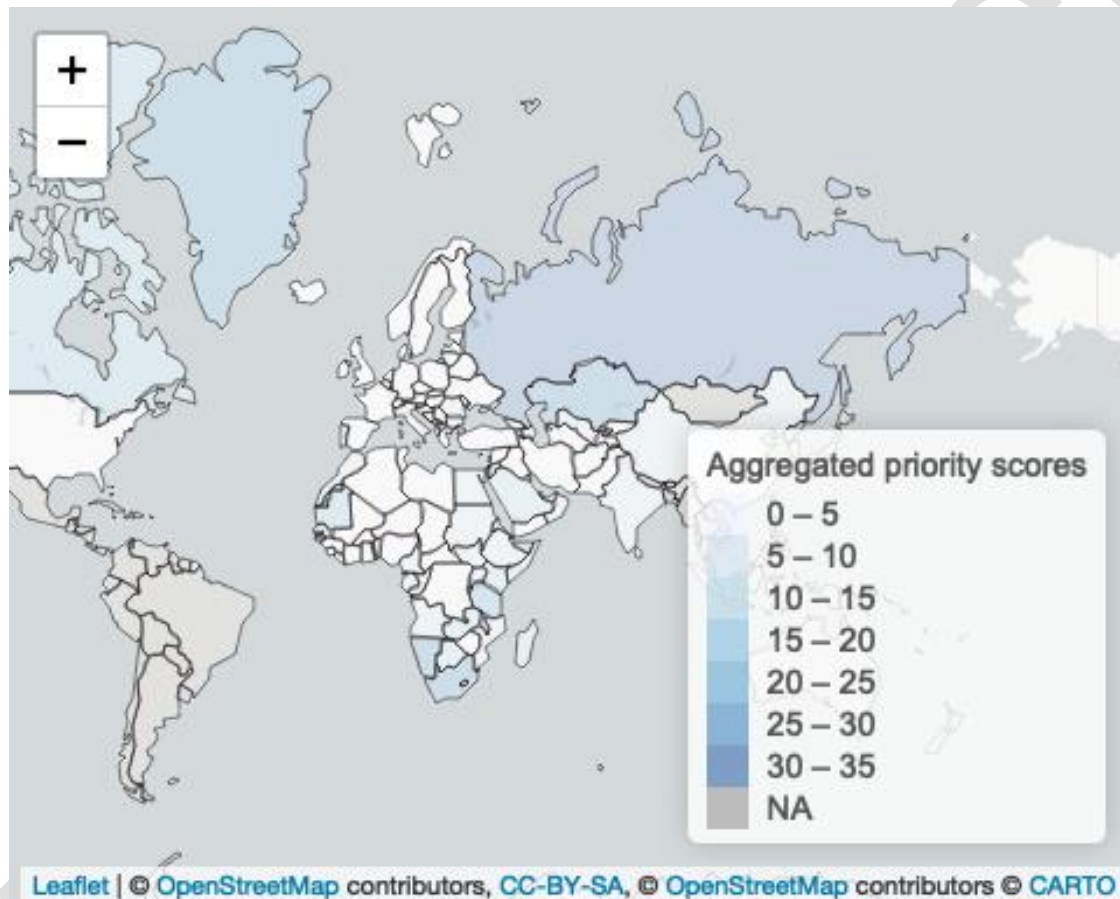 +
−
Aggregated priority scores
0 – 5
5 – 10
10 – 15
15 – 20
20 – 25
25 – 30
30 – 35
NA
Leaflet | © OpenStreetMap contributors, CC-BY-SA, © OpenStreetMap contributors © CARTO